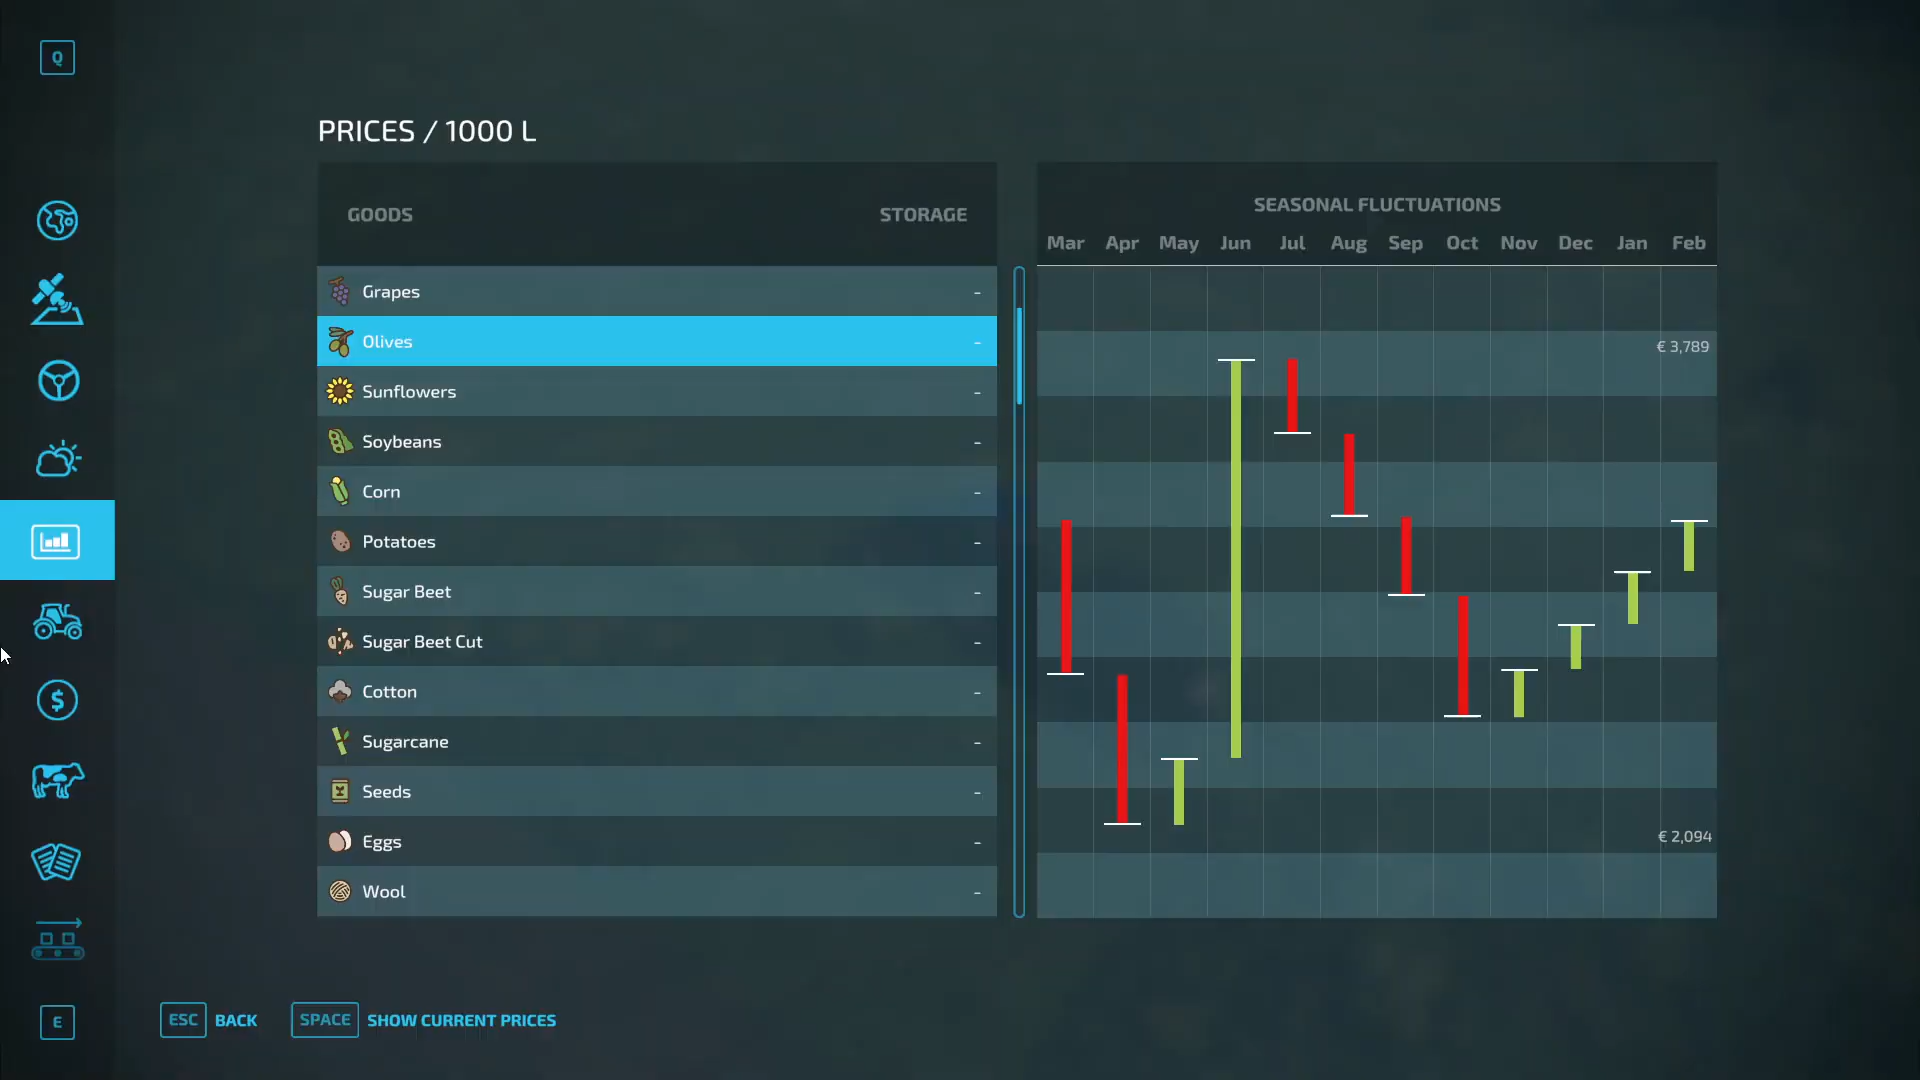 Q
PRICES / 1000 L
GOODS STORAGE
SEASONAL FLUCTUATIONS
Mar Apr May Jun Jul Aug Sep Oct Nov Dec Jan Feb
Grapes -
Olives -
Sunflowers -
Soybeans -
Corn -
Potatoes -
Sugar Beet -
Sugar Beet Cut -
Cotton -
Sugarcane -
Seeds -
Eggs -
Wool -
€ 3,789
€ 2,094
$
E
ESC BACK SPACE SHOW CURRENT PRICES